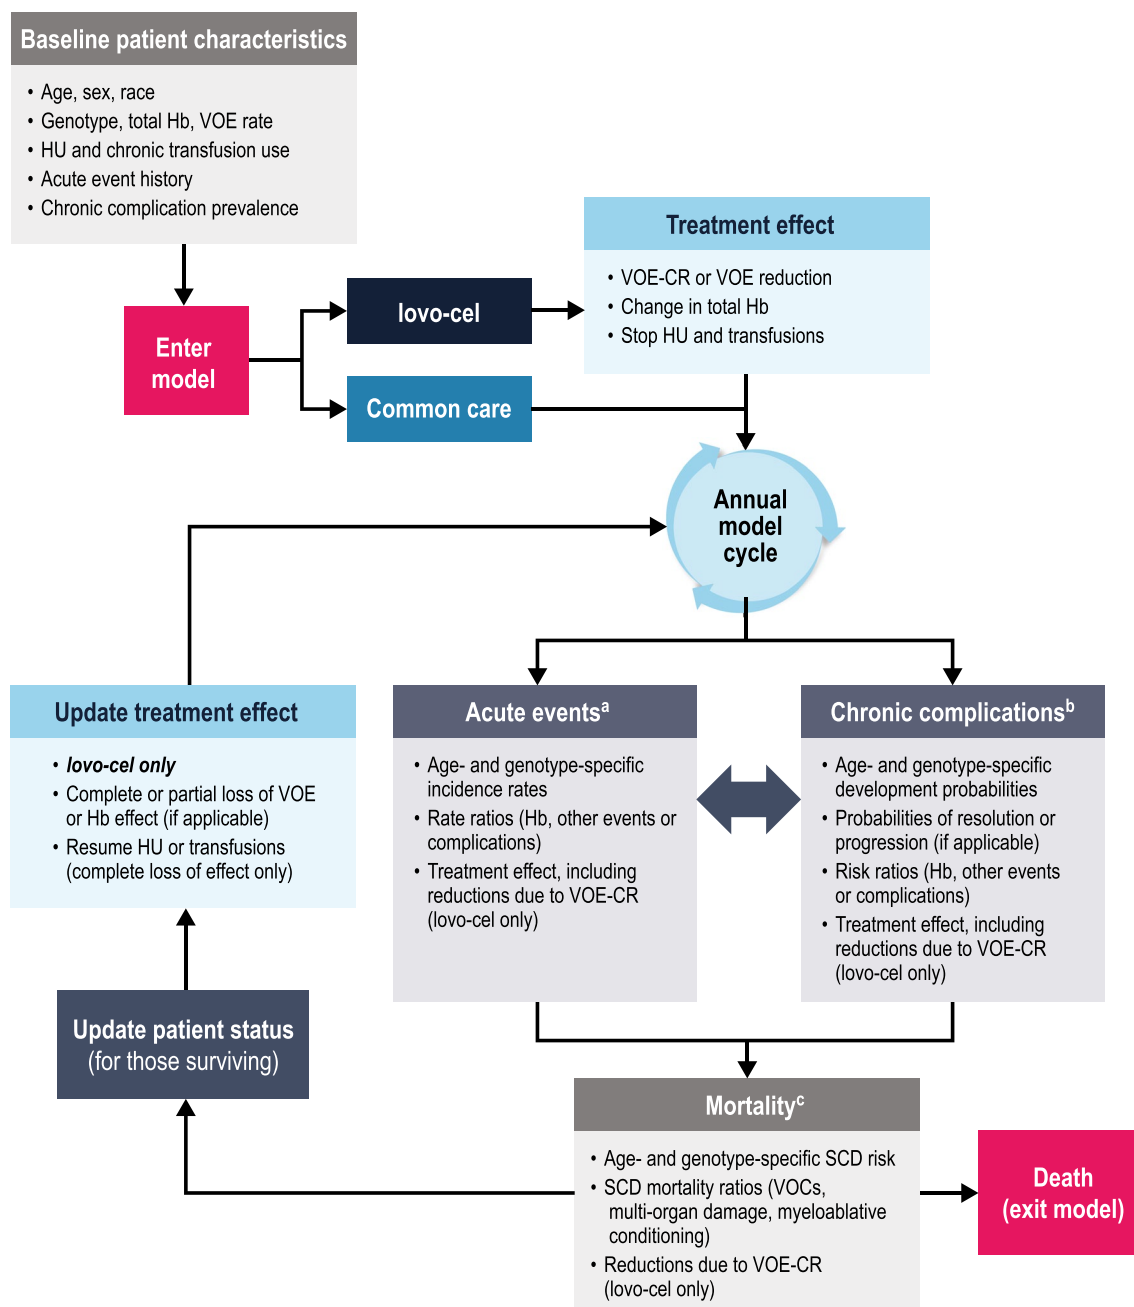 Baseline patient characteristics
• Age, sex, race
• Genotype, total Hb, VOE rate
• HU and chronic transfusion use
• Acute event history
• Chronic complication prevalence
Enter
model
lovo-cel
Common care
Treatment effect
• VOE-CR or VOE reduction
• Change in total Hb
• Stop HU and transfusions
Annual
model
cycle
Acute eventsᵃ
• Age- and genotype-specific
incidence rates
• Rate ratios (Hb, other events or
complications)
• Treatment effect, including
reductions due to VOE-CR
(lovo-cel only)
Chronic complicationsᵇ
• Age- and genotype-specific
development probabilities
• Probabilities of resolution or
progression (if applicable)
• Risk ratios (Hb, other events
or complications)
• Treatment effect, including
reductions due to VOE-CR
(lovo-cel only)
Mortalityᶜ
• Age- and genotype-specific SCD risk
• SCD mortality ratios (VOCs,
multi-organ damage, myeloablative
conditioning)
• Reductions due to VOE-CR
(lovo-cel only)
Death
(exit model)
Update patient status
(for those surviving)
Update treatment effect
• lovo-cel only
• Complete or partial loss of VOE
or Hb effect (if applicable)
• Resume HU or transfusions
(complete loss of effect only)